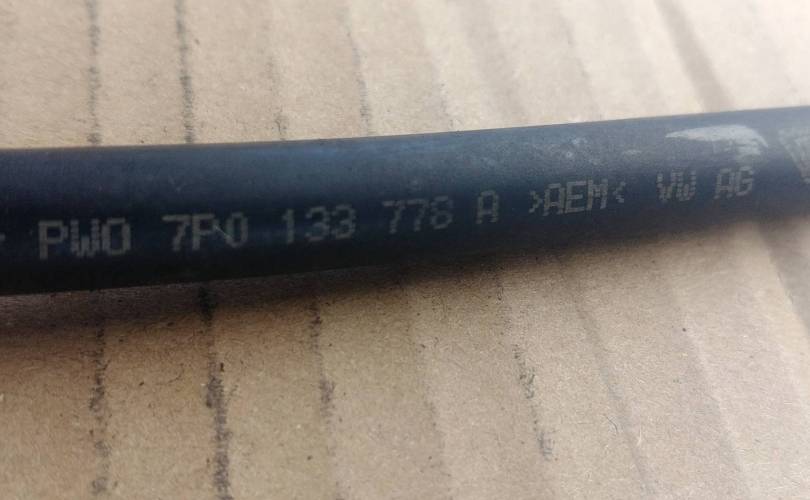 PWO 7P0 133 778 A >AEM< VW AG